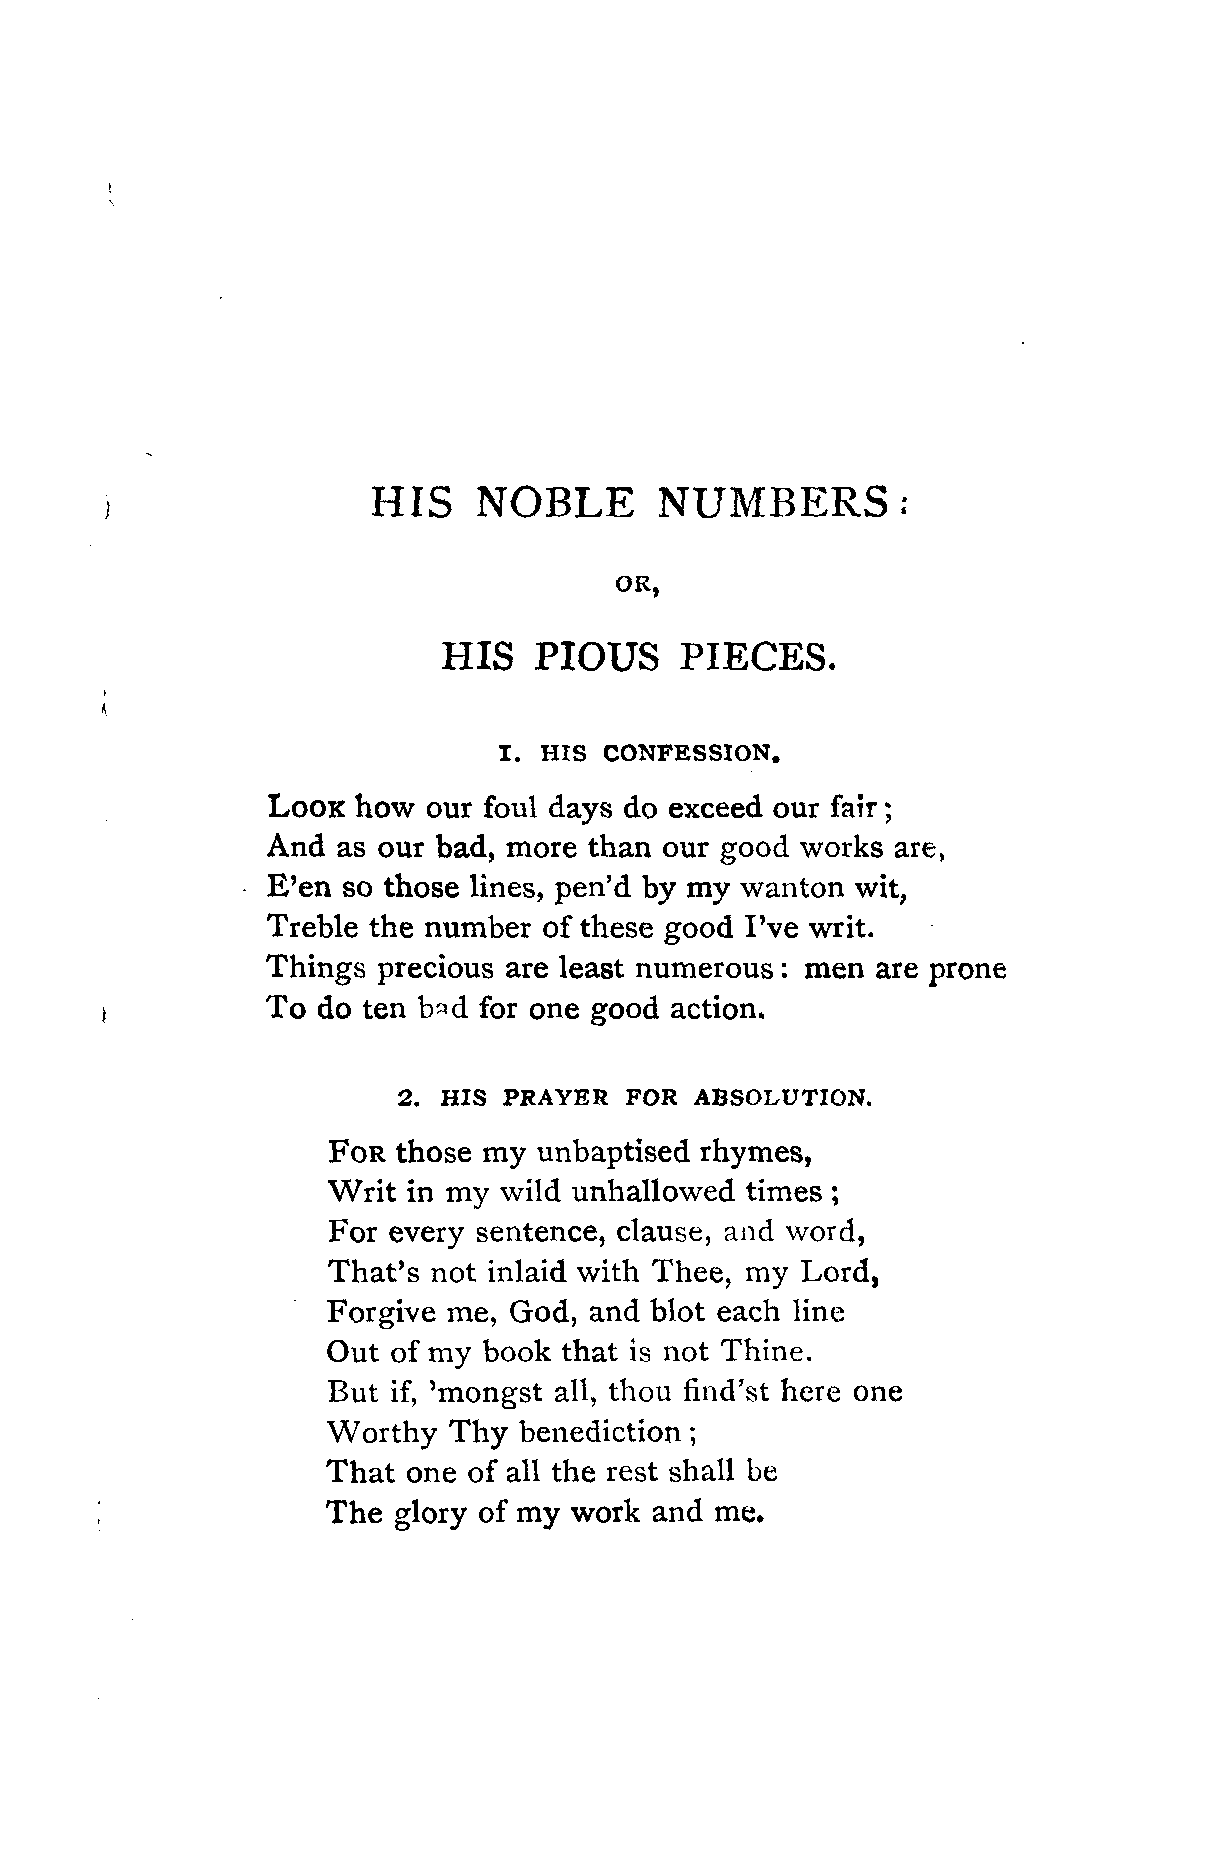 HIS NOBLE NUMBERS:
OR,
HIS PIOUS PIECES.
1. HIS CONFESSION.
LOOK how our foul days do exceed our fair;
And as our bad, more than our good works are,
E'en so those lines, pen'd by my wanton wit,
Treble the number of these good I've writ.
Things precious are least numerous: men are prone
To do ten bad for one good action.
2. HIS PRAYER FOR ABSOLUTION.
FOR those my unbaptised rhymes,
Writ in my wild unhallowed times;
For every sentence, clause, and word,
That's not inlaid with Thee, my Lord,
Forgive me, God, and blot each line
Out of my book that is not Thine.
But if, 'mongst all, thou find'st here one
Worthy Thy benediction;
That one of all the rest shall be
The glory of my work and me.